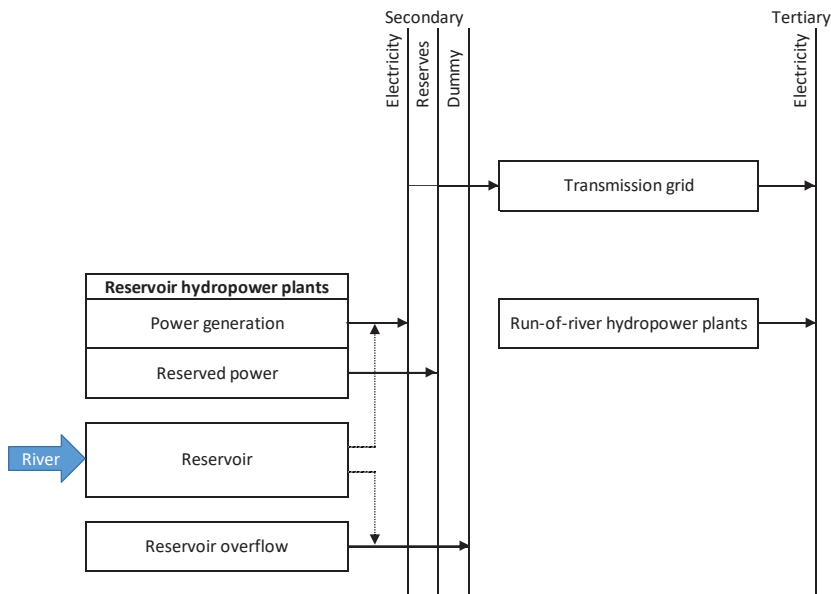 Secondary
Tertiary
Electricity
Reserves
Dummy
Electricity
Transmission grid
Reservoir hydropower plants
Power generation
Run-of-river hydropower plants
Reserved power
River
Reservoir
Reservoir overflow